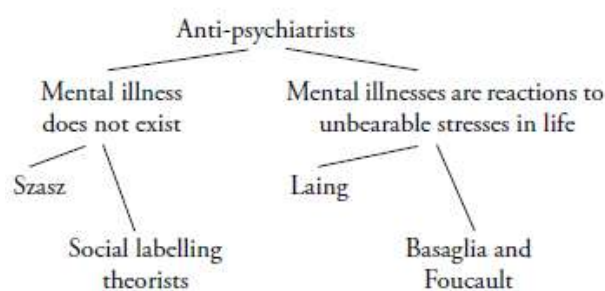 Anti-psychiatrists
Mental illness
does not exist
Mental illnesses are reactions to
unbearable stresses in life
Szasz
Laing
Social labelling
theorists
Basaglia and
Foucault